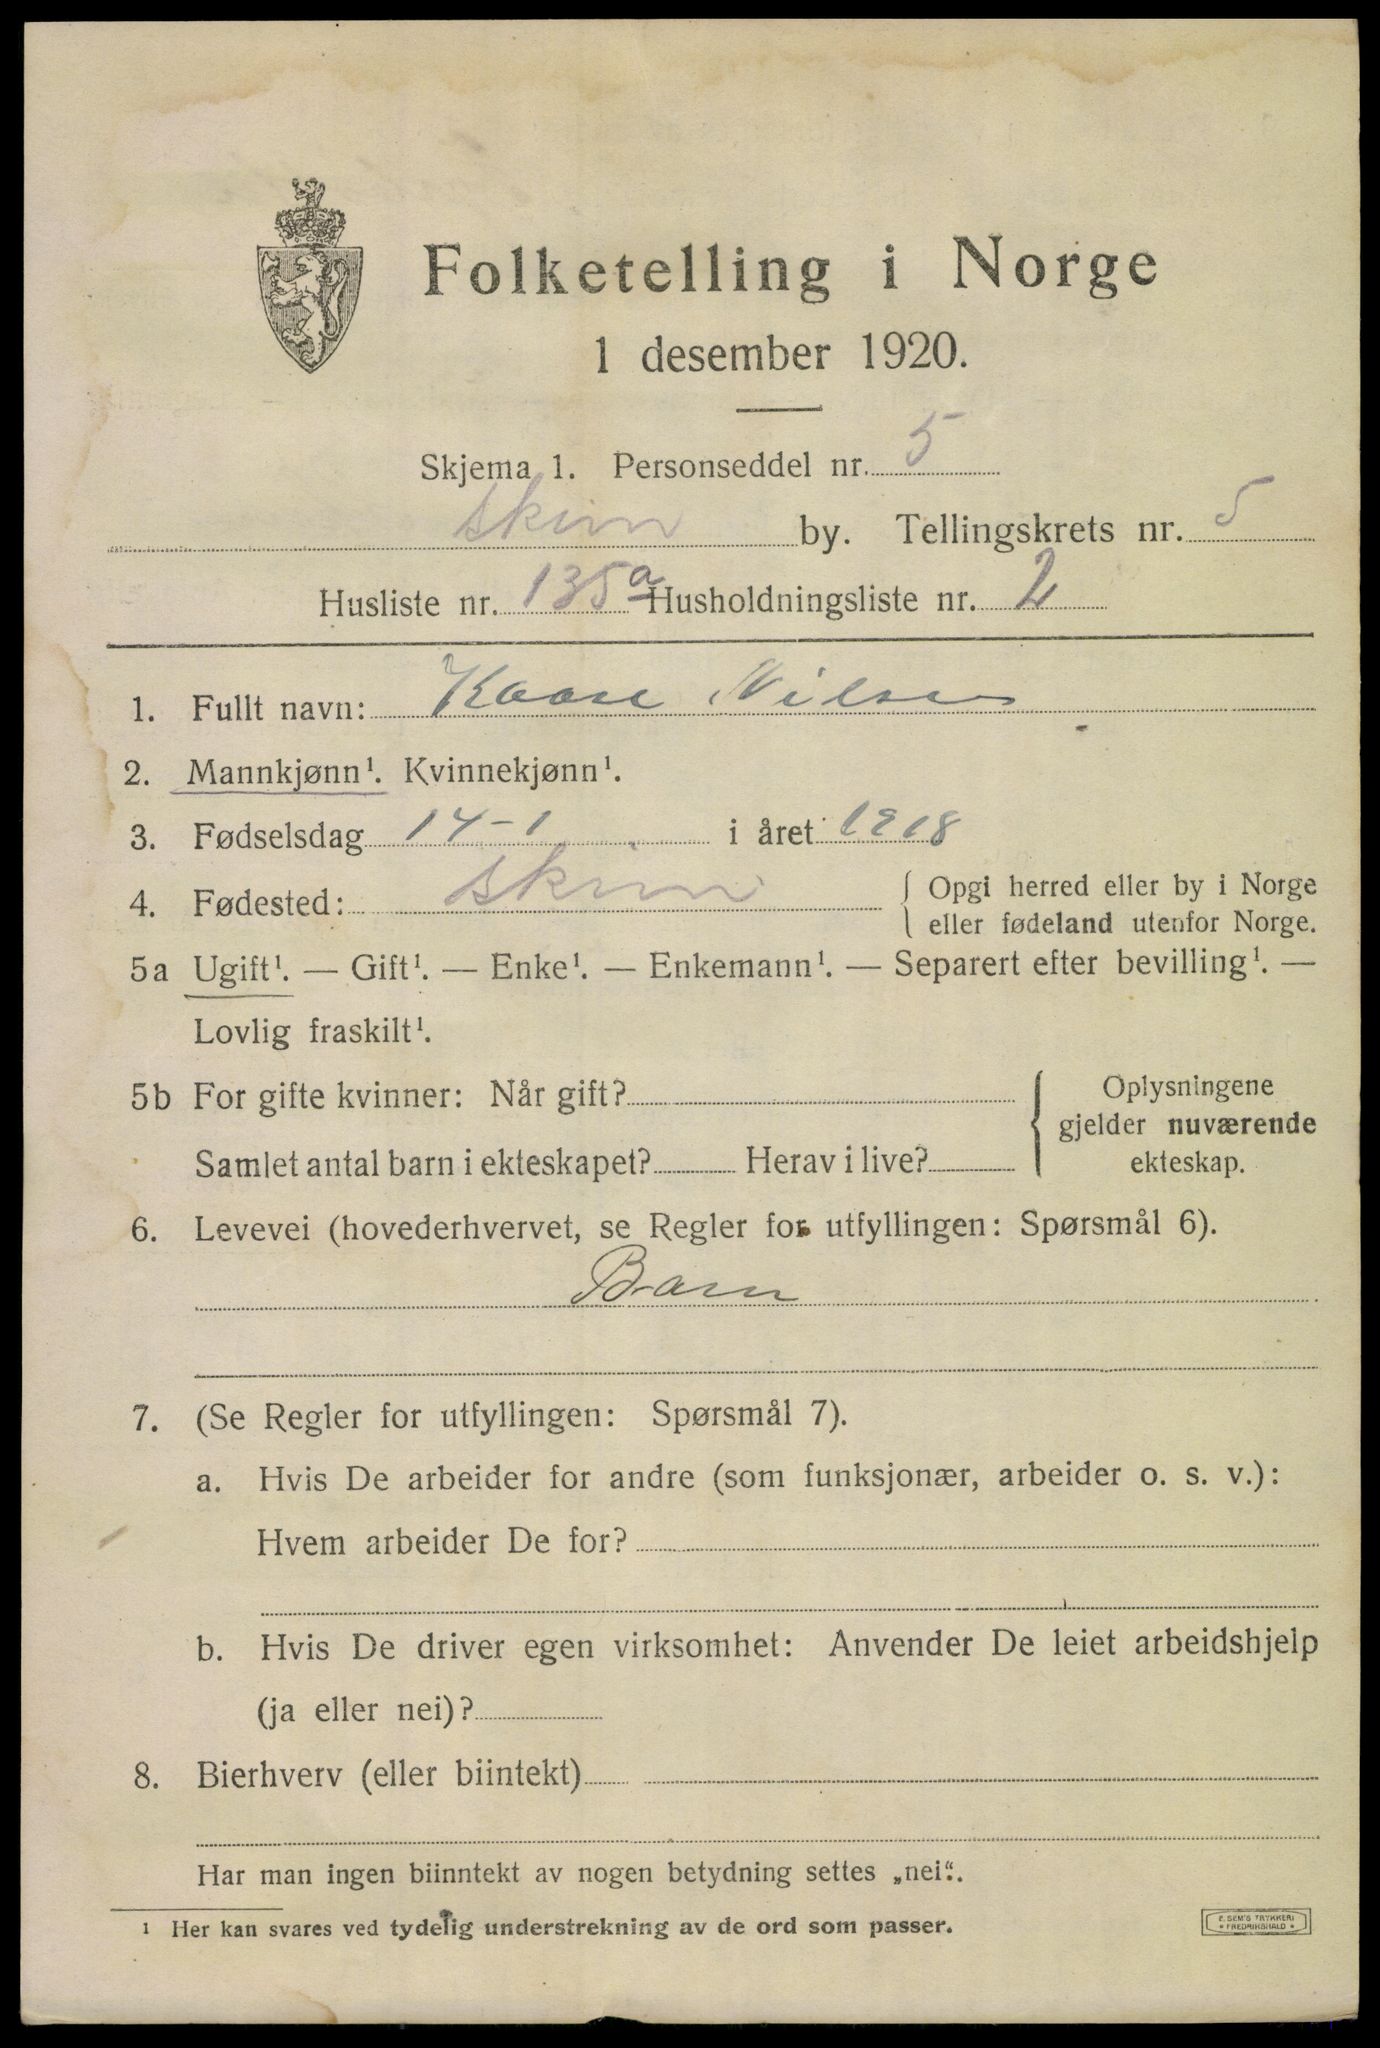 Folketelling i Norge
1 desember 1920.
Skjema 1. Personseddel nr. 5
Skien by. Tellingskrets nr. 5
Husliste nr. 135a Husholdningsliste nr. 2
1. Fullt navn: Kaare Nilsen
2. Mannkjønn¹. Kvinnekjønn¹.
3. Fødselsdag 14-1 i året 1918
4. Fødested: Skien { Opgi herred eller by i Norge
eller fødeland utenfor Norge.
5a Ugift¹. — Gift¹. — Enke¹. — Enkemann¹. — Separert efter bevilling¹. —
Lovlig fraskilt¹.
5b For gifte kvinner: Når gift? { Oplysningene
gjelder nuværende
Samlet antal barn i ekteskapet? Herav i live? ekteskap.
6. Levevei (hovederhvervet, se Regler for utfyllingen: Spørsmål 6).
Barn
7. (Se Regler for utfyllingen: Spørsmål 7).
a. Hvis De arbeider for andre (som funksjonær, arbeider o. s. v.):
Hvem arbeider De for?
b. Hvis De driver egen virksomhet: Anvender De leiet arbeidshjelp
(ja eller nei)?
8. Bierhverv (eller biintekt)
Har man ingen biinntekt av nogen betydning settes „nei“.
¹ Her kan svares ved tydelig understrekning av de ord som passer.
E. SEM'S TRYKKERI
* FREDRIKSHALD *